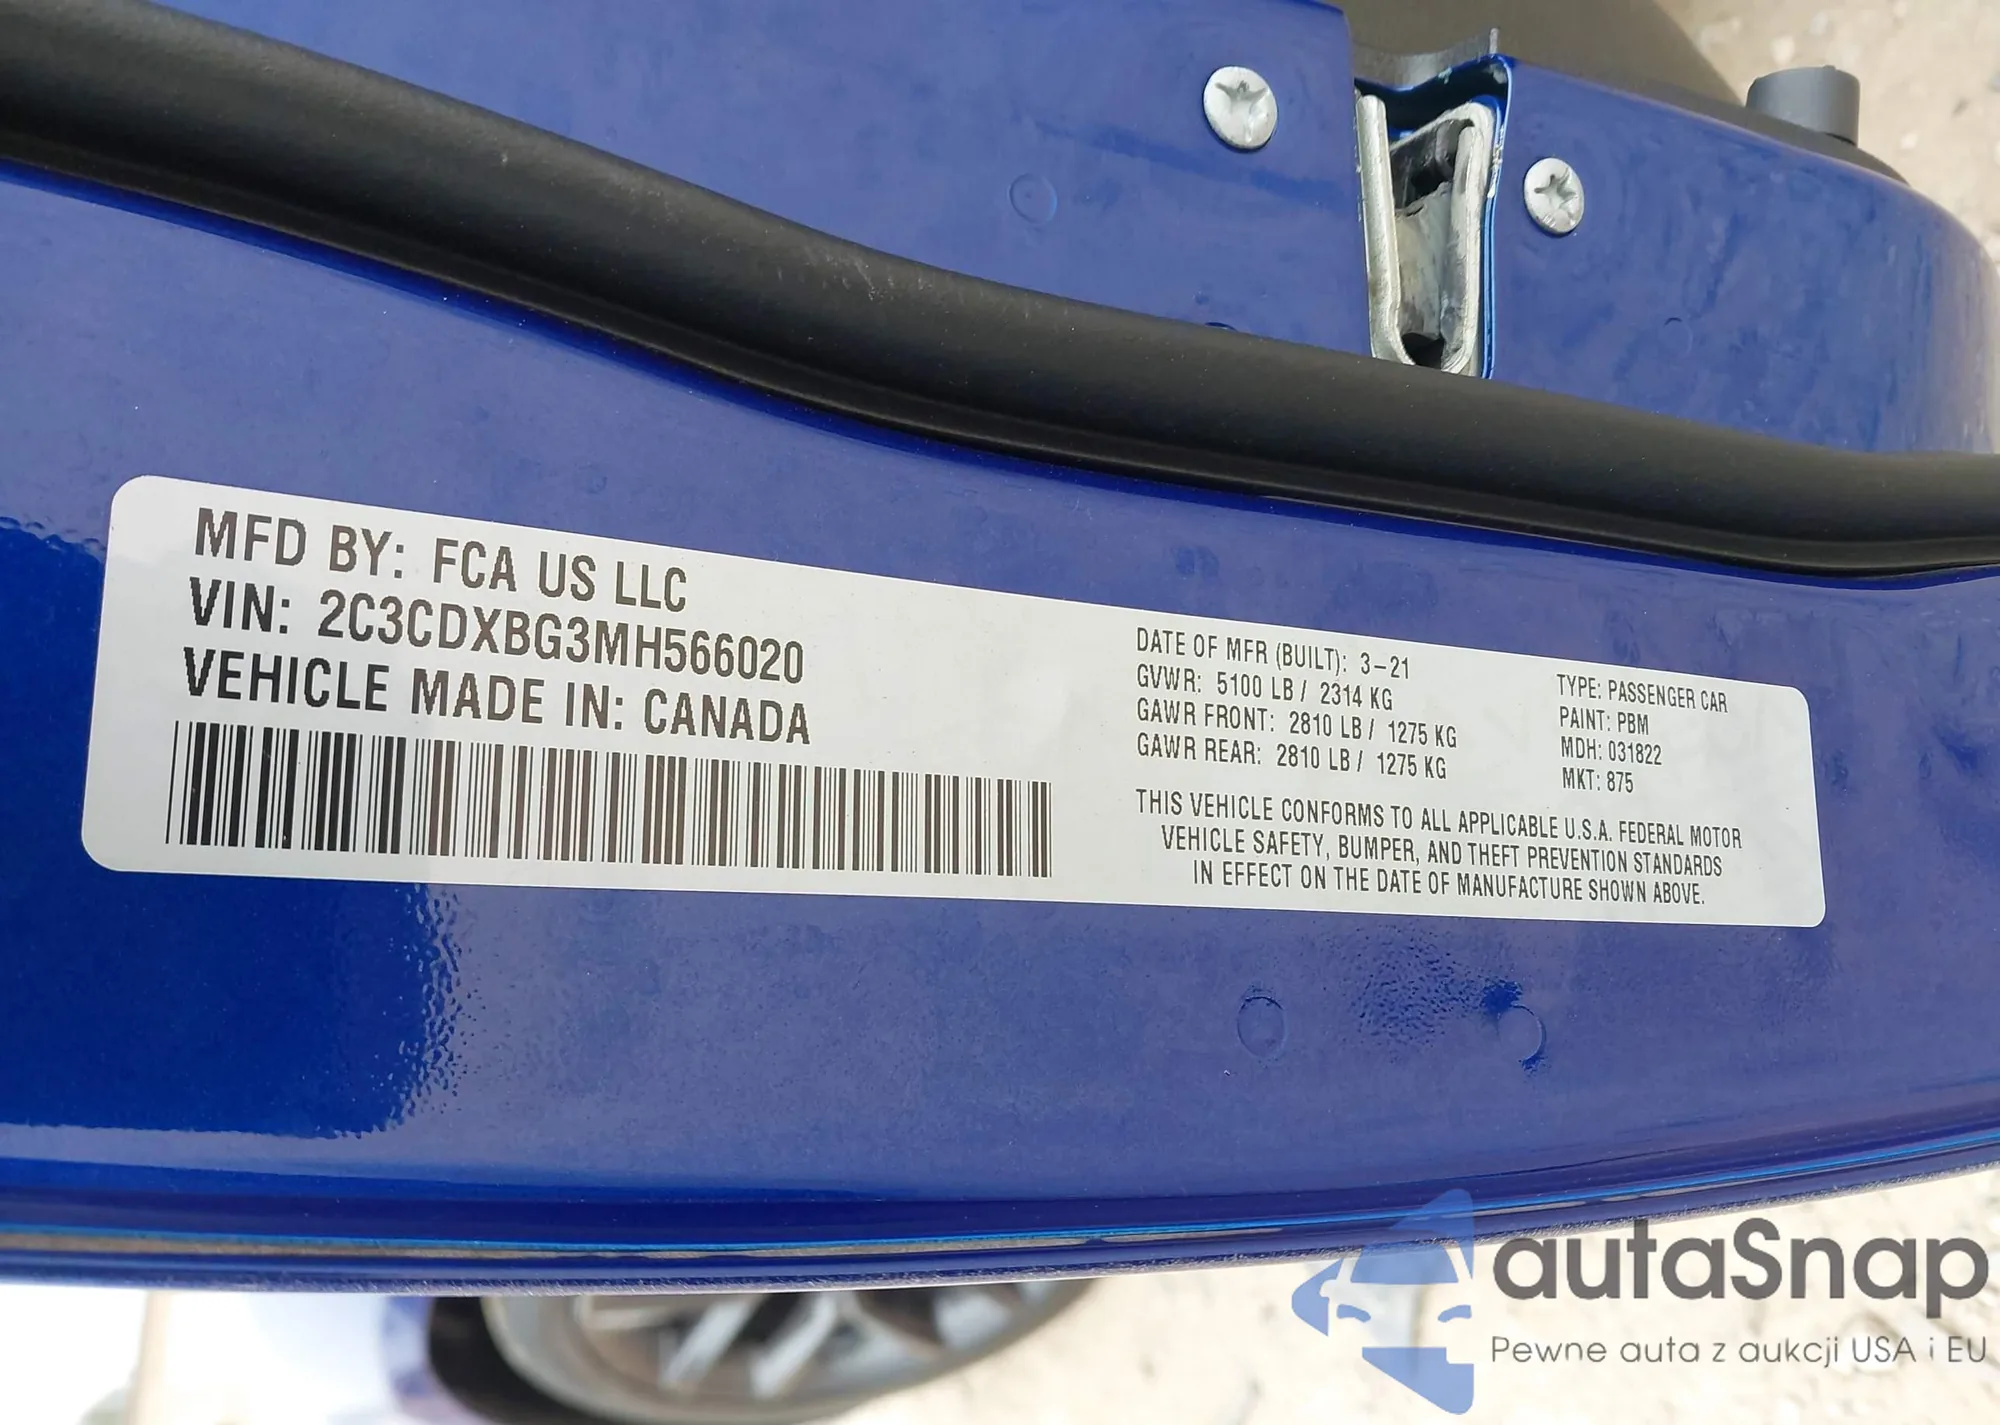 MFD BY: FCA US LLC
VIN: 2C3CDXBG3MH566020
VEHICLE MADE IN: CANADA
DATE OF MFR (BUILT): 3-21
GVWR: 5100 LB / 2314 KG
GAWR FRONT: 2810 LB / 1275 KG
GAWR REAR: 2810 LB / 1275 KG
TYPE: PASSENGER CAR
PAINT: PBM
MDH: 031822
MKT: 875
THIS VEHICLE CONFORMS TO ALL APPLICABLE U.S.A. FEDERAL MOTOR
VEHICLE SAFETY, BUMPER, AND THEFT PREVENTION STANDARDS
IN EFFECT ON THE DATE OF MANUFACTURE SHOWN ABOVE.
autaSnap
Pewne auta z aukcji USA i EU